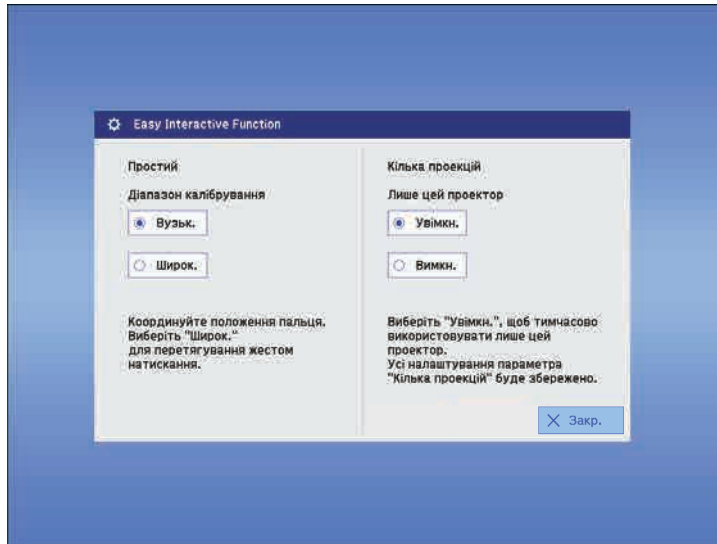 Easy Interactive Function
Простий
Діапазон калібрування
Вузьк.
Широк.
Координуйте положення пальця.
Виберіть "Широк."
для перетягування жестом
натискання.
Кілька проекцій
Лише цей проектор
Увімкн.
Вимкн.
Виберіть "Увімкн.", щоб тимчасово
використовувати лише цей
проектор.
Усі налаштування параметра
"Кілька проекцій" буде збережено.
Закр.